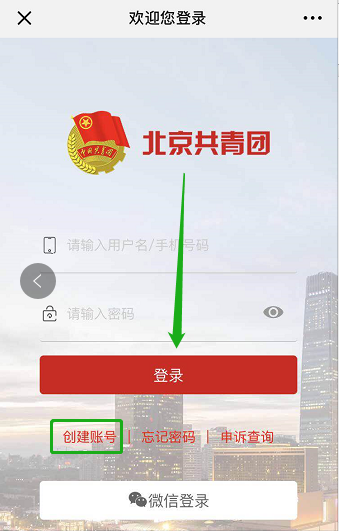 欢迎您登录
北京共青团
请输入用户名/手机号码
请输入密码
登录
创建账号 | 忘记密码 | 申诉查询
微信登录